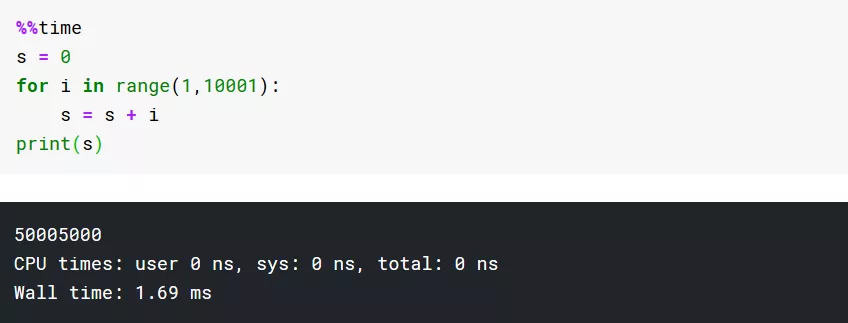 %%time
s = 0
for i in range(1,10001):
    s = s + i
print(s)
50005000
CPU times: user 0 ns, sys: 0 ns, total: 0 ns
Wall time: 1.69 ms